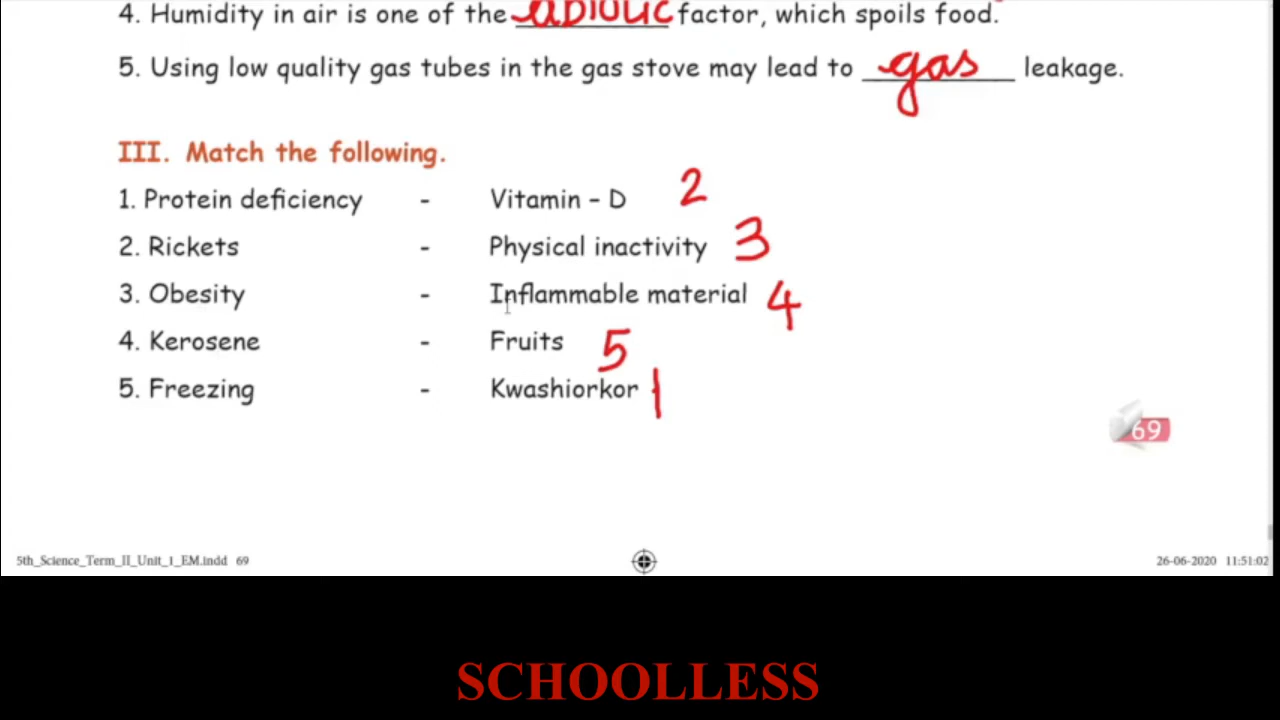 4. Humidity in air is one of the abiotic factor, which spoils food.
5. Using low quality gas tubes in the gas stove may lead to gas leakage.
III. Match the following.
1. Protein deficiency - Vitamin – D 2
2. Rickets - Physical inactivity 3
3. Obesity - Inflammable material 4
4. Kerosene - Fruits 5
5. Freezing - Kwashiorkor 1
69
5th_Science_Term_II_Unit_1_EM.indd 69 26-06-2020 11:51:02
SCHOOLLESS